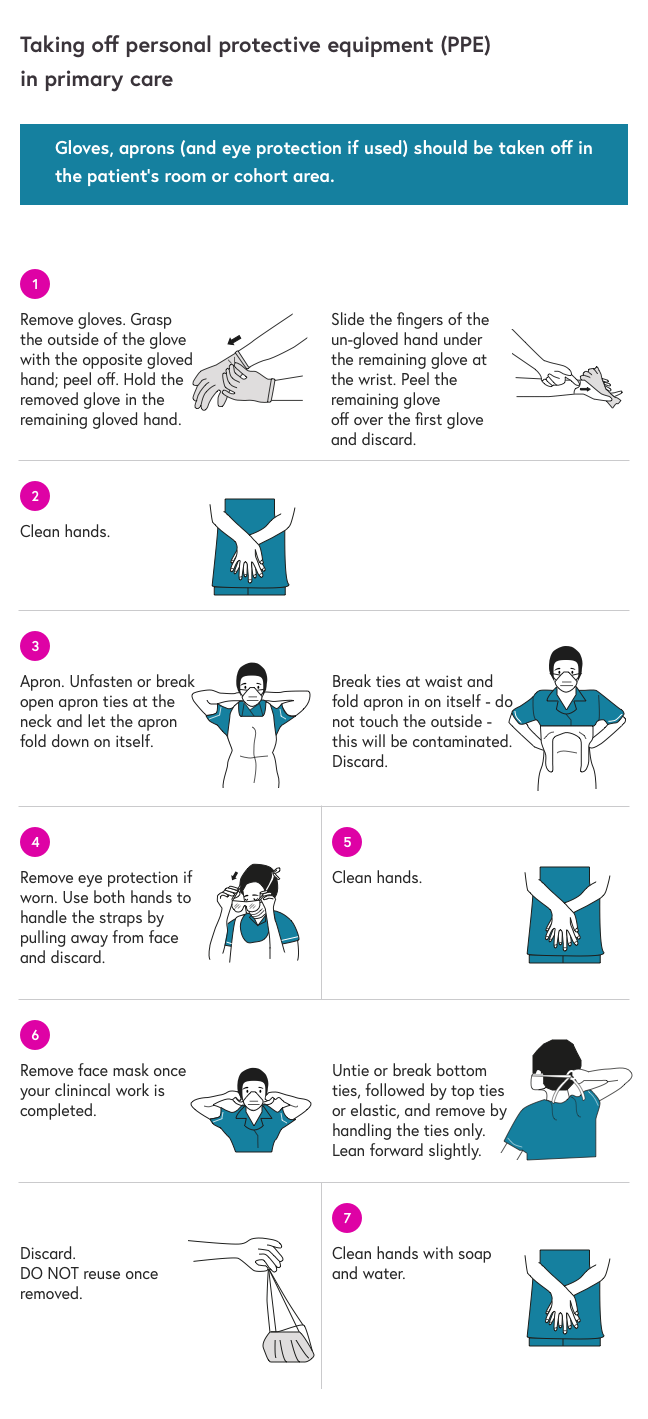 Taking off personal protective equipment (PPE)
in primary care
Gloves, aprons (and eye protection if used) should be taken off in
the patient's room or cohort area.
1
Remove gloves. Grasp
the outside of the glove
with the opposite gloved
hand; peel off. Hold the
removed glove in the
remaining gloved hand.
Slide the fingers of the
un-gloved hand under
the remaining glove at
the wrist. Peel the
remaining glove
off over the first glove
and discard.
2
Clean hands.
3
Apron. Unfasten or break
open apron ties at the
neck and let the apron
fold down on itself.
Break ties at waist and
fold apron in on itself - do
not touch the outside -
this will be contaminated.
Discard.
4
Remove eye protection if
worn. Use both hands to
handle the straps by
pulling away from face
and discard.
5
Clean hands.
6
Remove face mask once
your clinincal work is
completed.
Untie or break bottom
ties, followed by top ties
or elastic, and remove by
handling the ties only.
Lean forward slightly.
Discard.
DO NOT reuse once
removed.
7
Clean hands with soap
and water.